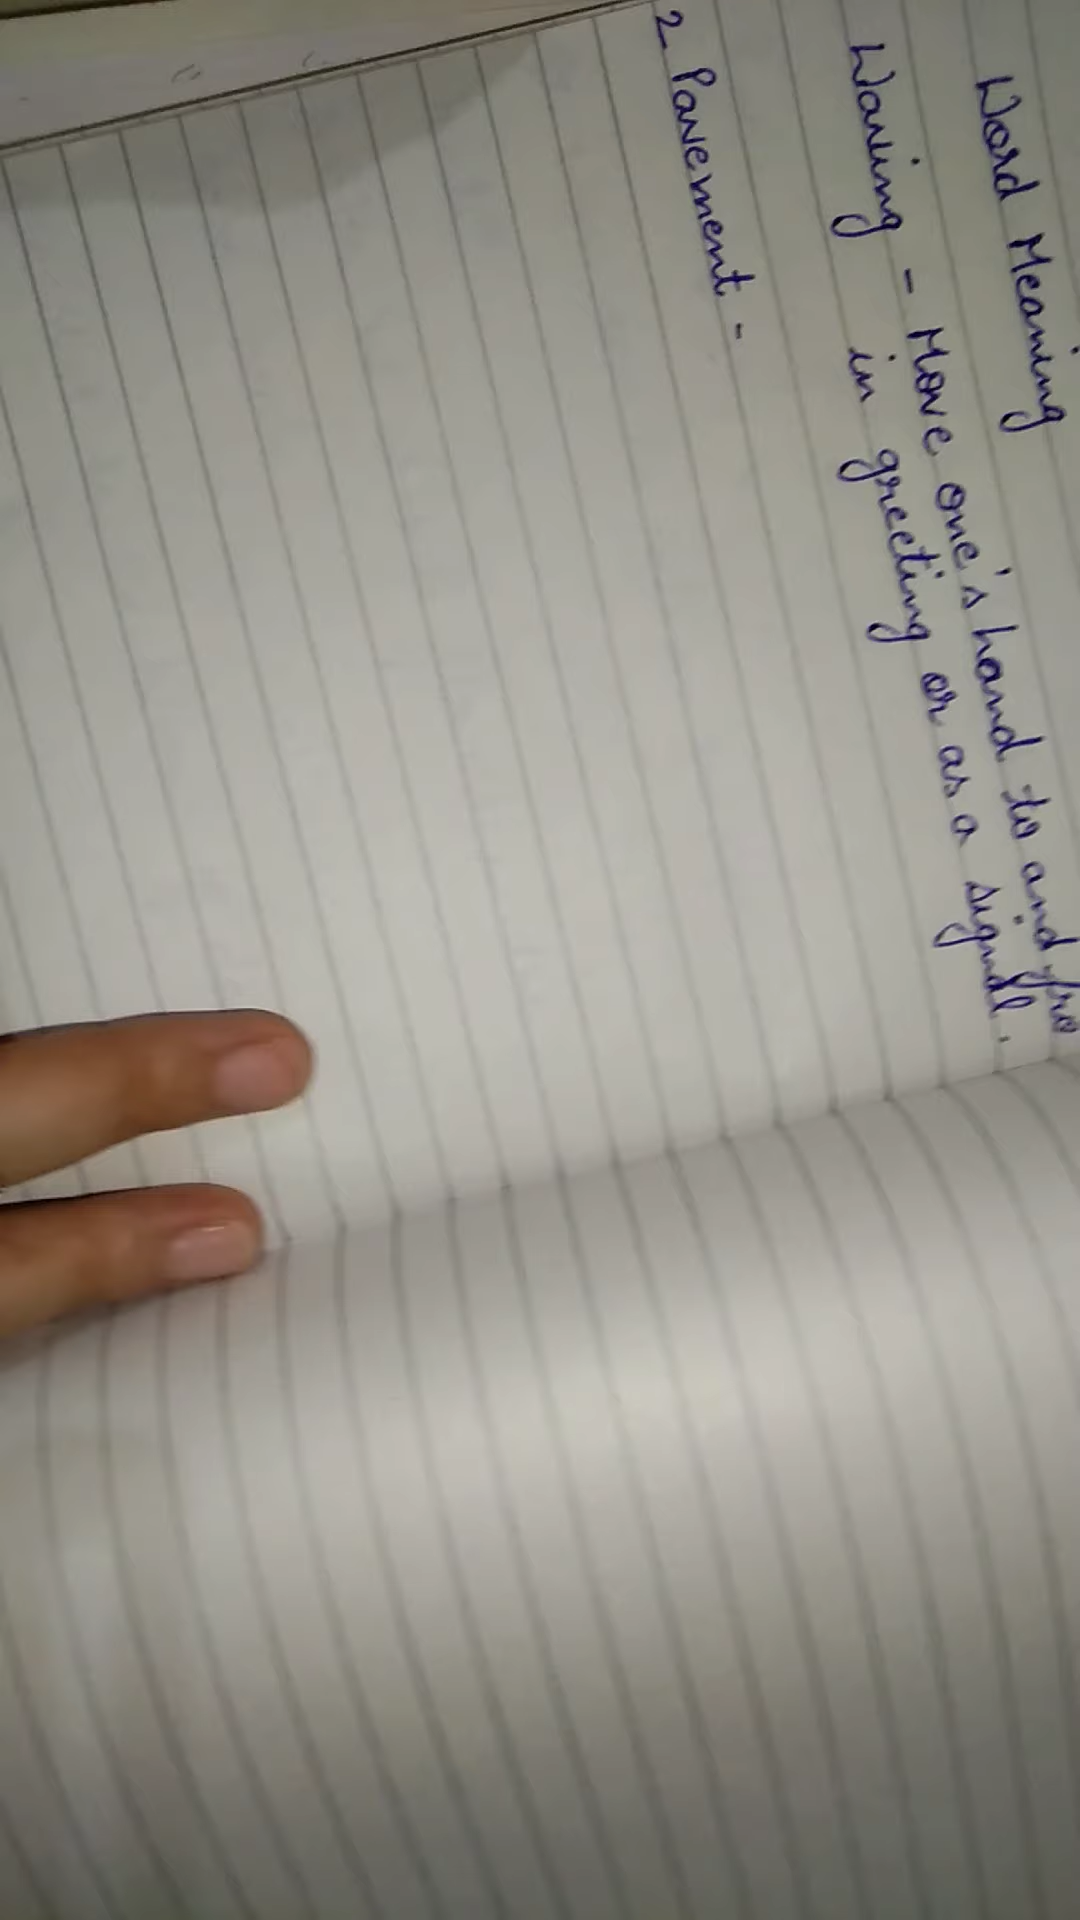 Word Meaning
Waving - Move one's hand to and fro
in greeting or as a signal.
2 Pavement -